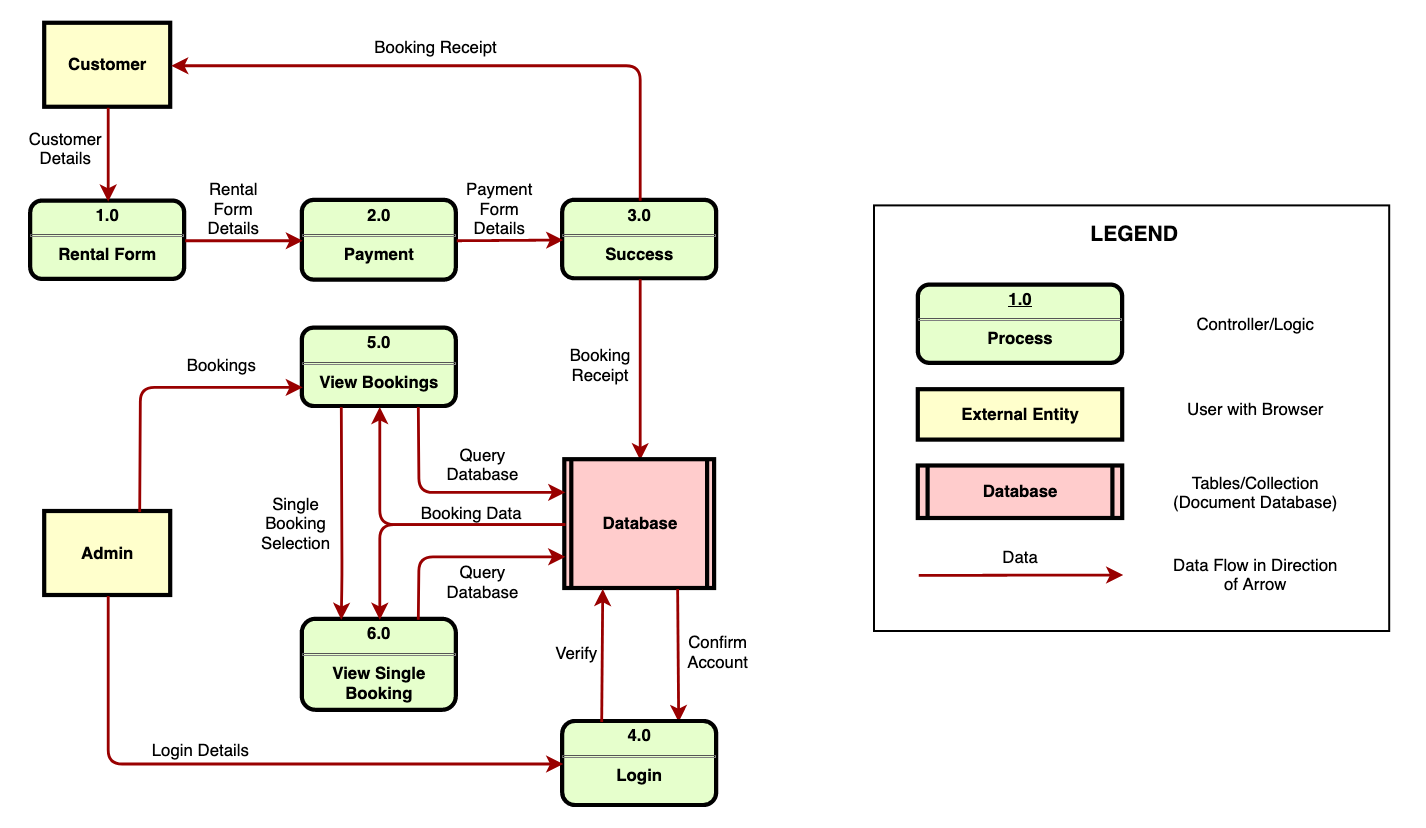 Customer
Booking Receipt
Customer
Details
1.0
Rental Form
Rental
Form
Details
2.0
Payment
Payment
Form
Details
3.0
Success
Booking
Receipt
Bookings
5.0
View Bookings
Query
Database
Single
Booking
Selection
Booking Data
Database
Admin
Query
Database
6.0
View Single
Booking
Verify
Confirm
Account
Login Details
4.0
Login
LEGEND
1.0
Process
Controller/Logic
External Entity
User with Browser
Database
Tables/Collection
(Document Database)
Data
Data Flow in Direction
of Arrow